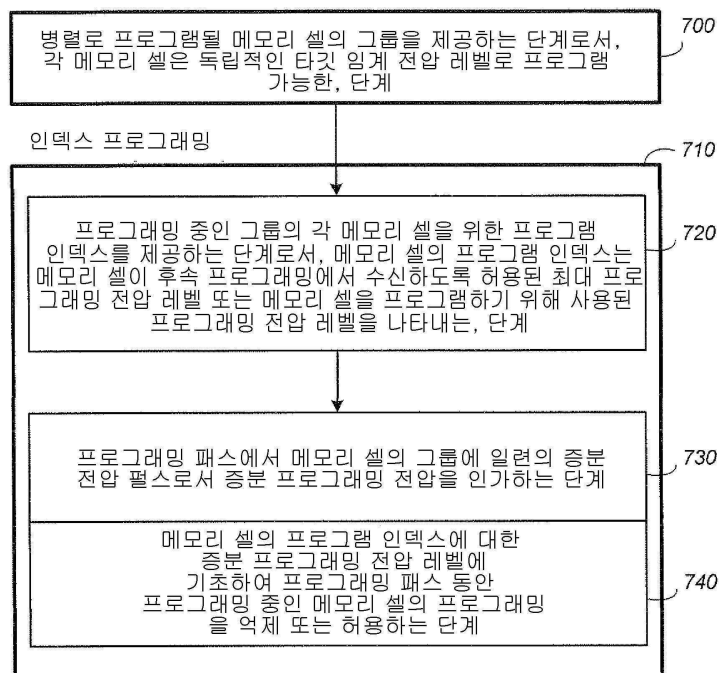 병렬로 프로그램될 메모리 셀의 그룹을 제공하는 단계로서,
각 메모리 셀은 독립적인 타깃 임계 전압 레벨로 프로그램
가능한, 단계
700
인덱스 프로그래밍
710
프로그래밍 중인 그룹의 각 메모리 셀을 위한 프로그램
인덱스를 제공하는 단계로서, 메모리 셀의 프로그램 인덱스는
메모리 셀이 후속 프로그래밍에서 수신하도록 허용된 최대 프로
그래밍 전압 레벨 또는 메모리 셀을 프로그램하기 위해 사용된
프로그래밍 전압 레벨을 나타내는, 단계
720
프로그래밍 패스에서 메모리 셀의 그룹에 일련의 증분
전압 펄스로서 증분 프로그래밍 전압을 인가하는 단계
730
메모리 셀의 프로그램 인덱스에 대한
증분 프로그래밍 전압 레벨에
기초하여 프로그래밍 패스 동안
프로그래밍 중인 메모리 셀의 프로그래밍
을 억제 또는 허용하는 단계
740